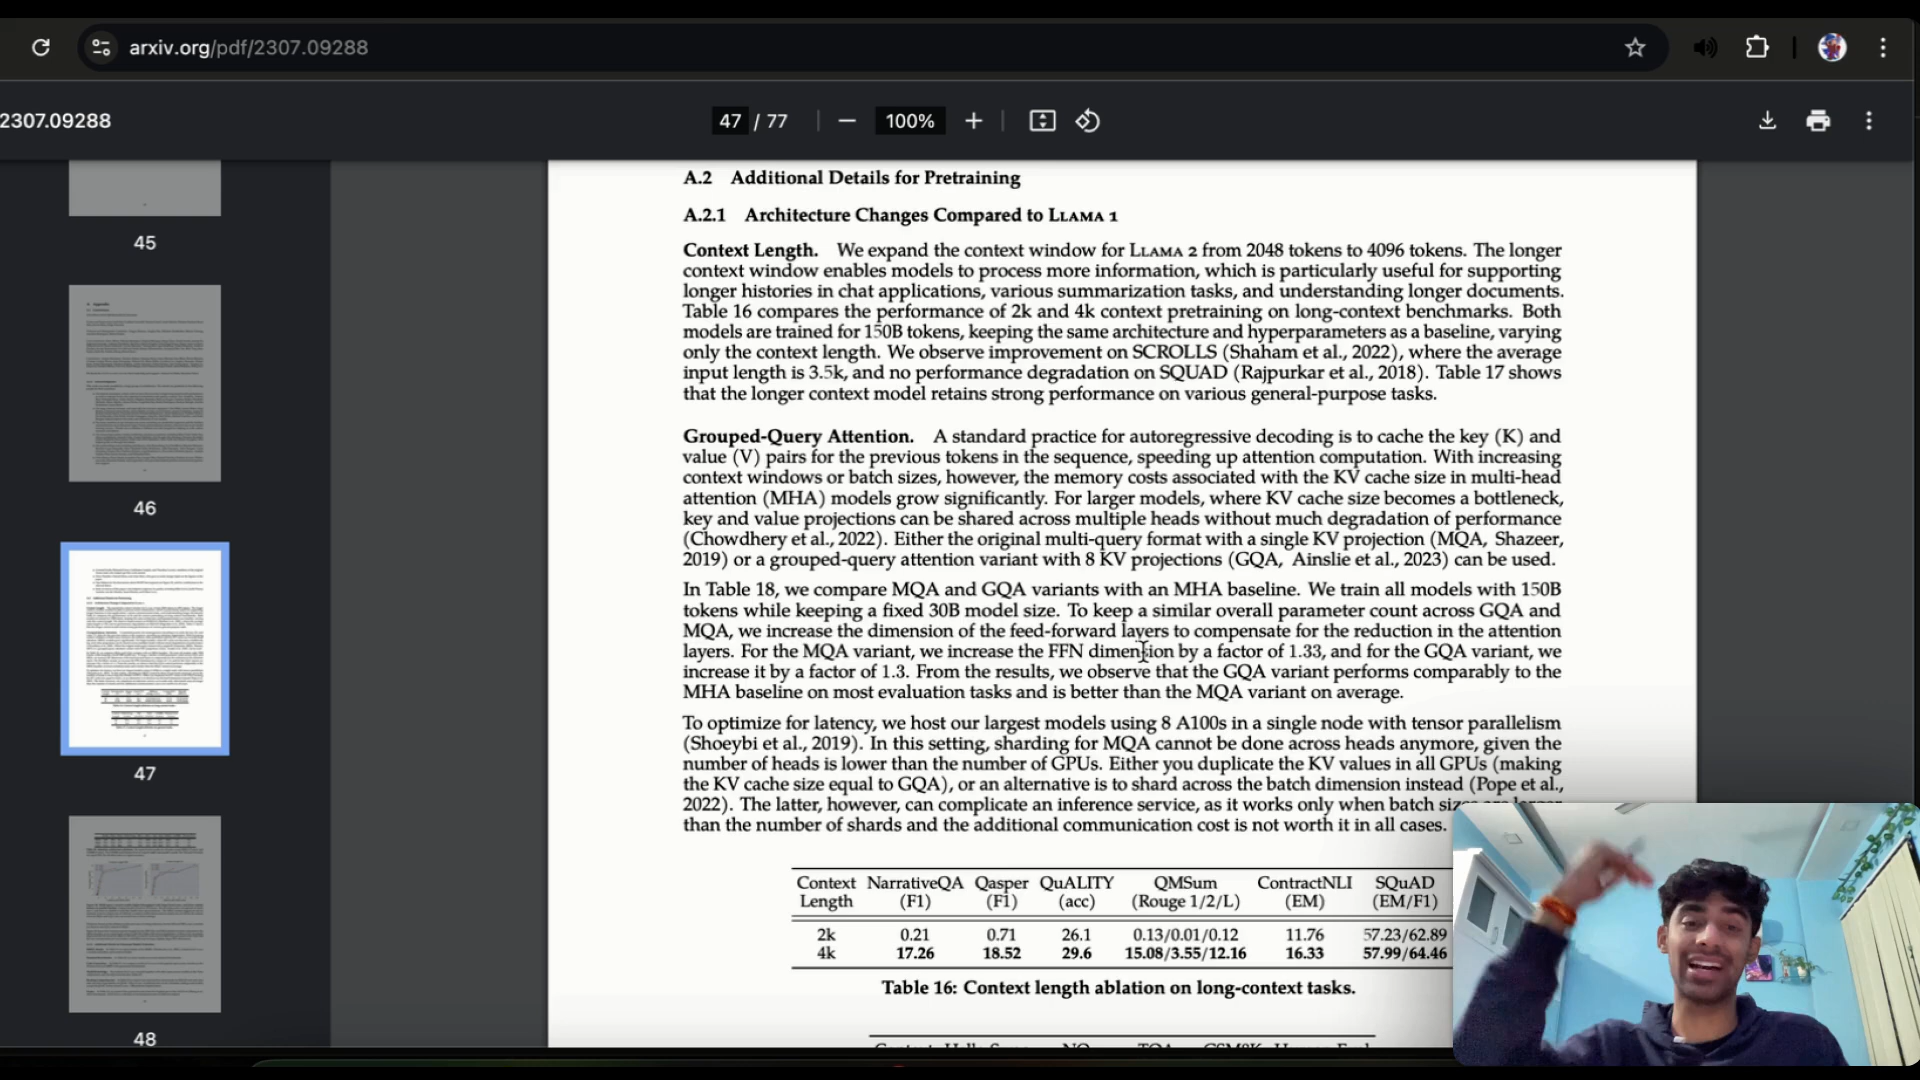 arxiv.org/pdf/2307.09288
2307.09288
47 / 77
100%
45
46
47
48
A.2 Additional Details for Pretraining
A.2.1 Architecture Changes Compared to LLAMA 1
Context Length. We expand the context window for LLAMA 2 from 2048 tokens to 4096 tokens. The longer
context window enables models to process more information, which is particularly useful for supporting
longer histories in chat applications, various summarization tasks, and understanding longer documents.
Table 16 compares the performance of 2k and 4k context pretraining on long-context benchmarks. Both
models are trained for 150B tokens, keeping the same architecture and hyperparameters as a baseline, varying
only the context length. We observe improvement on SCROLLS (Shaham et al., 2022), where the average
input length is 3.5k, and no performance degradation on SQUAD (Rajpurkar et al., 2018). Table 17 shows
that the longer context model retains strong performance on various general-purpose tasks.
Grouped-Query Attention. A standard practice for autoregressive decoding is to cache the key (K) and
value (V) pairs for the previous tokens in the sequence, speeding up attention computation. With increasing
context windows or batch sizes, however, the memory costs associated with the KV cache size in multi-head
attention (MHA) models grow significantly. For larger models, where KV cache size becomes a bottleneck,
key and value projections can be shared across multiple heads without much degradation of performance
(Chowdhery et al., 2022). Either the original multi-query format with a single KV projection (MQA, Shazeer,
2019) or a grouped-query attention variant with 8 KV projections (GQA, Ainslie et al., 2023) can be used.
In Table 18, we compare MQA and GQA variants with an MHA baseline. We train all models with 150B
tokens while keeping a fixed 30B model size. To keep a similar overall parameter count across GQA and
MQA, we increase the dimension of the feed-forward layers to compensate for the reduction in the attention
layers. For the MQA variant, we increase the FFN dimension by a factor of 1.33, and for the GQA variant, we
increase it by a factor of 1.3. From the results, we observe that the GQA variant performs comparably to the
MHA baseline on most evaluation tasks and is better than the MQA variant on average.
To optimize for latency, we host our largest models using 8 A100s in a single node with tensor parallelism
(Shoeybi et al., 2019). In this setting, sharding for MQA cannot be done across heads anymore, given the
number of heads is lower than the number of GPUs. Either you duplicate the KV values in all GPUs (making
the KV cache size equal to GQA), or an alternative is to shard across the batch dimension instead (Pope et al.,
2022). The latter, however, can complicate an inference service, as it works only when batch sizes are larger
than the number of shards and the additional communication cost is not worth it in all cases.
Context NarrativeQA Qasper QuALITY QMSum ContractNLI SQuAD
Length (F1) (F1) (acc) (Rouge 1/2/L) (EM) (EM/F1)
2k 0.21 0.71 26.1 0.13/0.01/0.12 11.76 57.23/62.89
4k 17.26 18.52 29.6 15.08/3.55/12.16 16.33 57.99/64.46
Table 16: Context length ablation on long-context tasks.